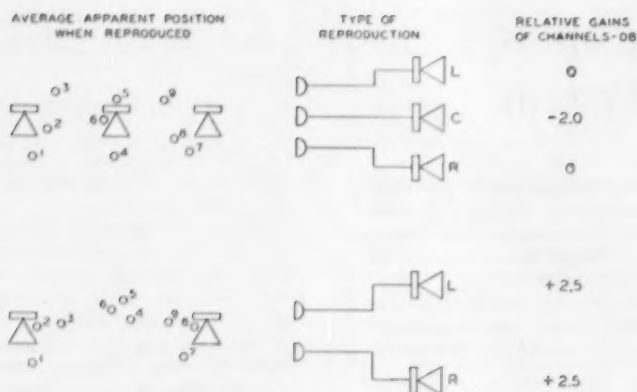 AVERAGE APPARENT POSITION
WHEN REPRODUCED
TYPE OF
REPRODUCTION
RELATIVE GAINS
OF CHANNELS-DB
3 5 9 L 0
2 6 8 C -2.0
1 4 7 R 0
5 L +2.5
2 3 6 9 8
4
1 7 R +2.5